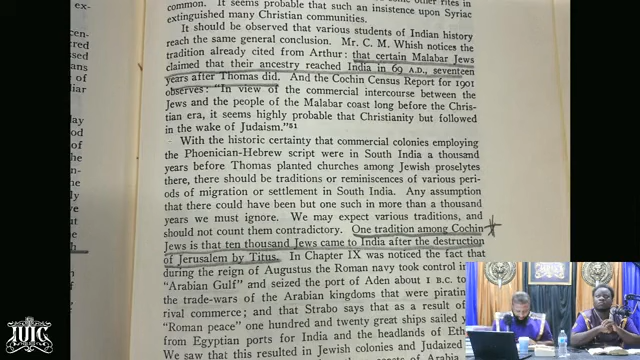 common. It seems probable that such an insistence upon Syriac
extinguished many Christian communities.
It should be observed that various students of Indian history
reach the same general conclusion. Mr. C. M. Whish notices the
tradition already cited from Arthur: that certain Malabar Jews
claimed that their ancestry reached India in 69 A.D., seventeen
years after Thomas did. And the Cochin Census Report for 1901
observes: "In view of the commercial intercourse between the
Jews and the people of the Malabar coast long before the Chris-
tian era, it seems highly probable that Christianity but followed
in the wake of Judaism."51
With the historic certainty that commercial colonies employing
the Phoenician-Hebrew script were in South India a thousand
years before Thomas planted churches among Jewish proselytes
there, there should be traditions or reminiscences of various peri-
ods of migration or settlement in South India. Any assumption
that there could have been but one such in more than a thousand
years we must ignore. We may expect various traditions, and
should not count them contradictory. One tradition among Cochin
Jews is that ten thousand Jews came to India after the destruction
of Jerusalem by Titus. In Chapter IX was noticed the fact that
during the reign of Augustus the Roman navy took control
"Arabian Gulf" and seized the port of Aden about 1 B.C. to
the trade-wars of the Arabian kingdoms that were
rival commerce; and that Strabo says that as a result of
"Roman peace" one hundred and twenty great ships sailed
from Egyptian ports for India and the headlands of
We saw that this resulted in Jewish colonies and Judaized
of Arabia
IUIC